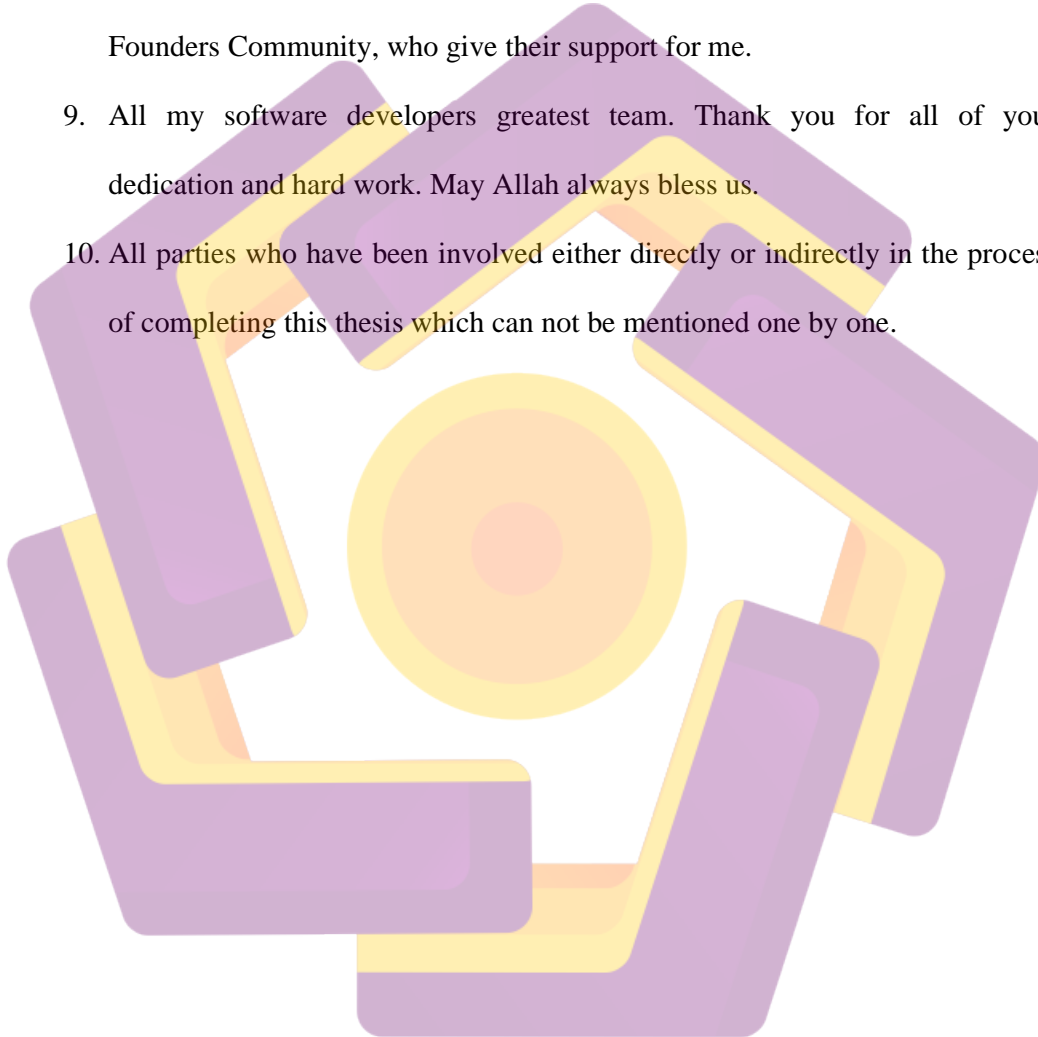 Founders Community, who give their support for me.
9. All my software developers greatest team. Thank you for all of you
dedication and hard work. May Allah always bless us.
10. All parties who have been involved either directly or indirectly in the proces
of completing this thesis which can not be mentioned one by one.